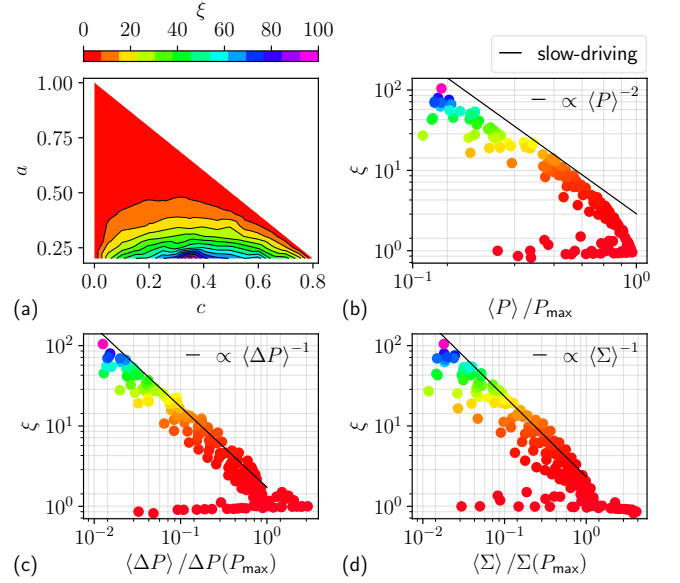 ξ
0 20 40 60 80 100
slow-driving
1.00
0.75
0.50
0.25
a
0.0 0.2 0.4 0.6 0.8
c
(a)
10²
10¹
10⁰
ξ
∝ ⟨P⟩⁻²
10⁻¹ 10⁰
⟨P⟩ /P_max
(b)
10²
10¹
10⁰
ξ
∝ ⟨ΔP⟩⁻¹
10⁻² 10⁻¹ 10⁰
⟨ΔP⟩ /ΔP(P_max)
(c)
10²
10¹
10⁰
ξ
∝ ⟨Σ⟩⁻¹
10⁻² 10⁻¹ 10⁰
⟨Σ⟩ /Σ(P_max)
(d)